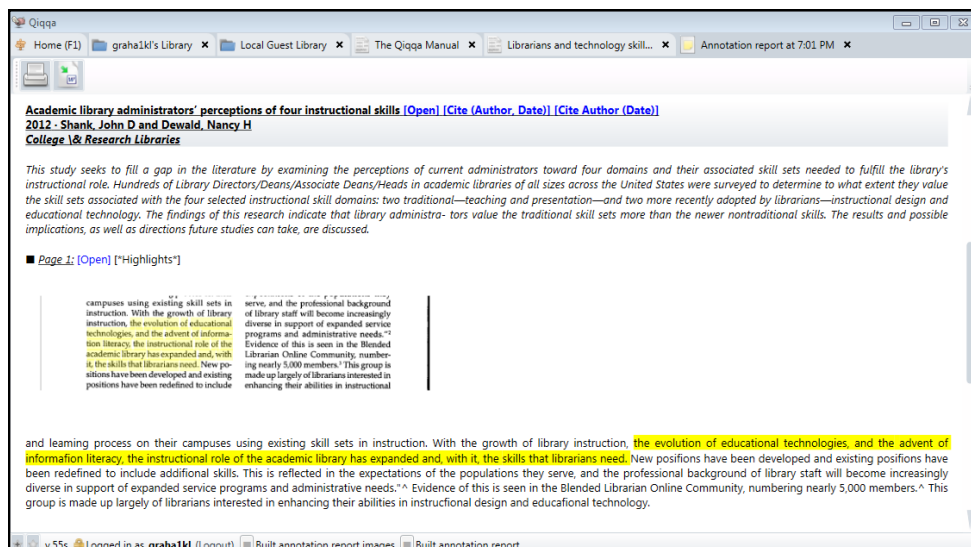 Qiqqa
Home (F1) graha1kl's Library × Local Guest Library × The Qiqqa Manual × Librarians and technology skill... × Annotation report at 7:01 PM ×
Academic library administrators' perceptions of four instructional skills [Open] [Cite (Author, Date)] [Cite Author (Date)]
2012 · Shank, John D and Dewald, Nancy H
College \& Research Libraries
This study seeks to fill a gap in the literature by examining the perceptions of current administrators toward four domains and their associated skill sets needed to fulfill the library's
instructional role. Hundreds of Library Directors/Deans/Associate Deans/Heads in academic libraries of all sizes across the United States were surveyed to determine to what extent they value
the skill sets associated with the four selected instructional skill domains: two traditional—teaching and presentation—and two more recently adopted by librarians—instructional design and
educational technology. The findings of this research indicate that library administra- tors value the traditional skill sets more than the newer nontraditional skills. The results and possible
implications, as well as directions future studies can take, are discussed.
■ Page 1: [Open] ["Highlights"]
campuses using existing skill sets in
instruction. With the growth of library
instruction, the evolution of educational
technologies, and the advent of informa-
tion literacy, the instructional role of the
academic library has expanded and, with
it, the skills that librarians need. New po-
sitions have been developed and existing
positions have been redefined to include
serve, and the professional background
of library staff will become increasingly
diverse in support of expanded service
programs and administrative needs."²
Evidence of this is seen in the Blended
Librarian Online Community, number-
ing nearly 5,000 members.³ This group is
made up largely of librarians interested in
enhancing their abilities in instructional
and leaming process on their campuses using existing skill sets in instruction. With the growth of library instruction, the evolution of educational technologies, and the advent of
informafion literacy, the instructional role of the academic library has expanded and, with it, the skills that librarians need. New posifions have been developed and existing posifions have
been redefined to include addifional skills. This is reflected in the expectations of the populations they serve, and the professional background of library staff will become increasingly
diverse in support of expanded service programs and administrative needs."^ Evidence of this is seen in the Blended Librarian Online Community, numbering nearly 5,000 members.^ This
group is made up largely of librarians interested in enhancing their abilities in instrucfional design and educafional technology.
v.55s Logged in as graha1kl (Logout) Built annotation report images Built annotation report